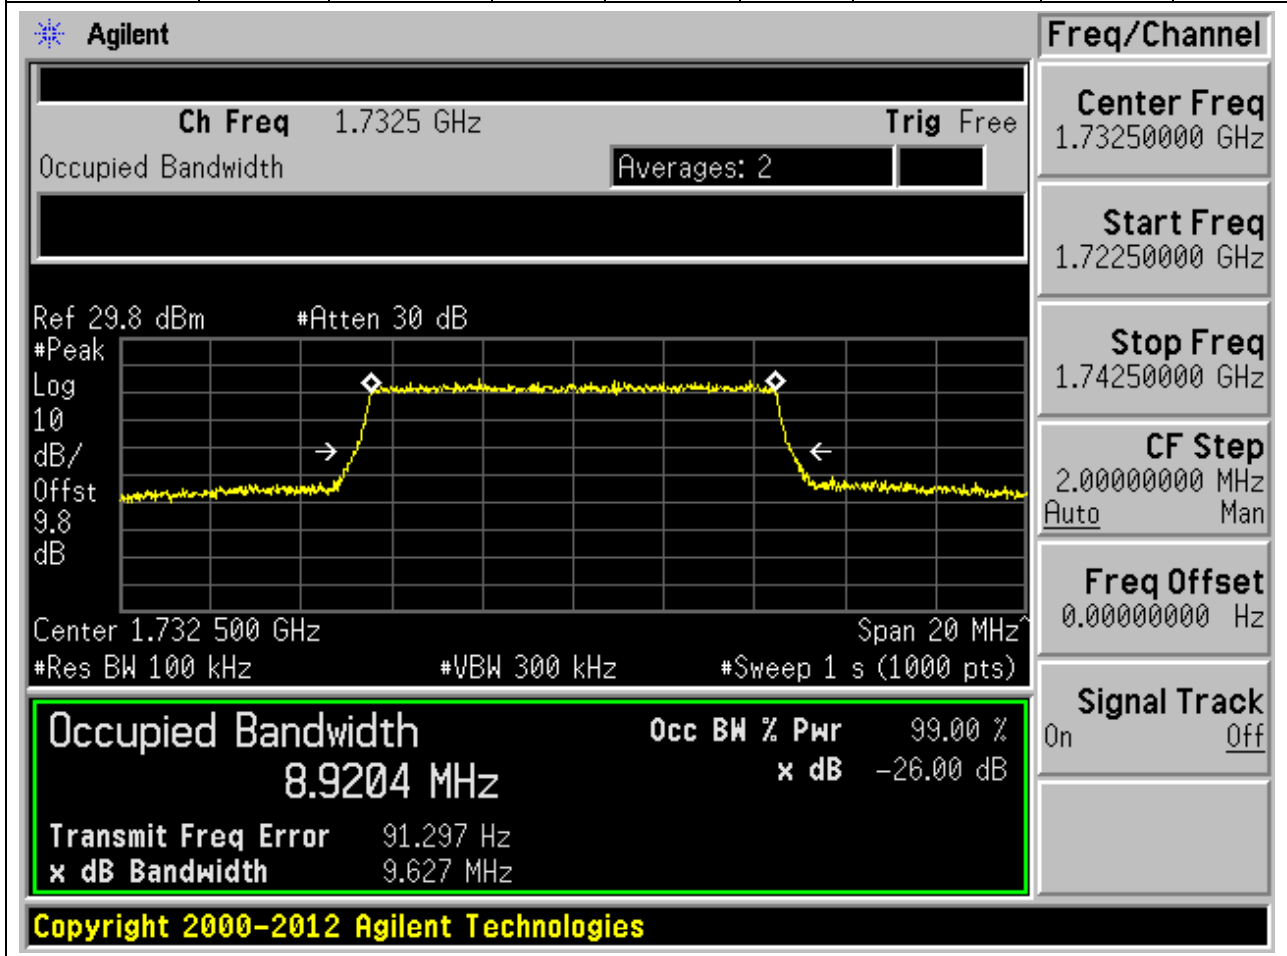 Agilent
Freq/Channel
Ch Freq 1.7325 GHz Trig Free
Occupied Bandwidth Averages: 2
Center Freq
1.73250000 GHz
Start Freq
1.72250000 GHz
Stop Freq
1.74250000 GHz
CF Step
2.00000000 MHz
Auto Man
Freq Offset
0.00000000 Hz
Signal Track
On Off
Ref 29.8 dBm #Atten 30 dB
#Peak
Log
10
dB/
Offst
9.8
dB
Center 1.732 500 GHz Span 20 MHz^
#Res BW 100 kHz #VBW 300 kHz #Sweep 1 s (1000 pts)
Occupied Bandwidth Occ BW % Pwr 99.00 %
8.9204 MHz x dB -26.00 dB
Transmit Freq Error 91.297 Hz
x dB Bandwidth 9.627 MHz
Copyright 2000-2012 Agilent Technologies